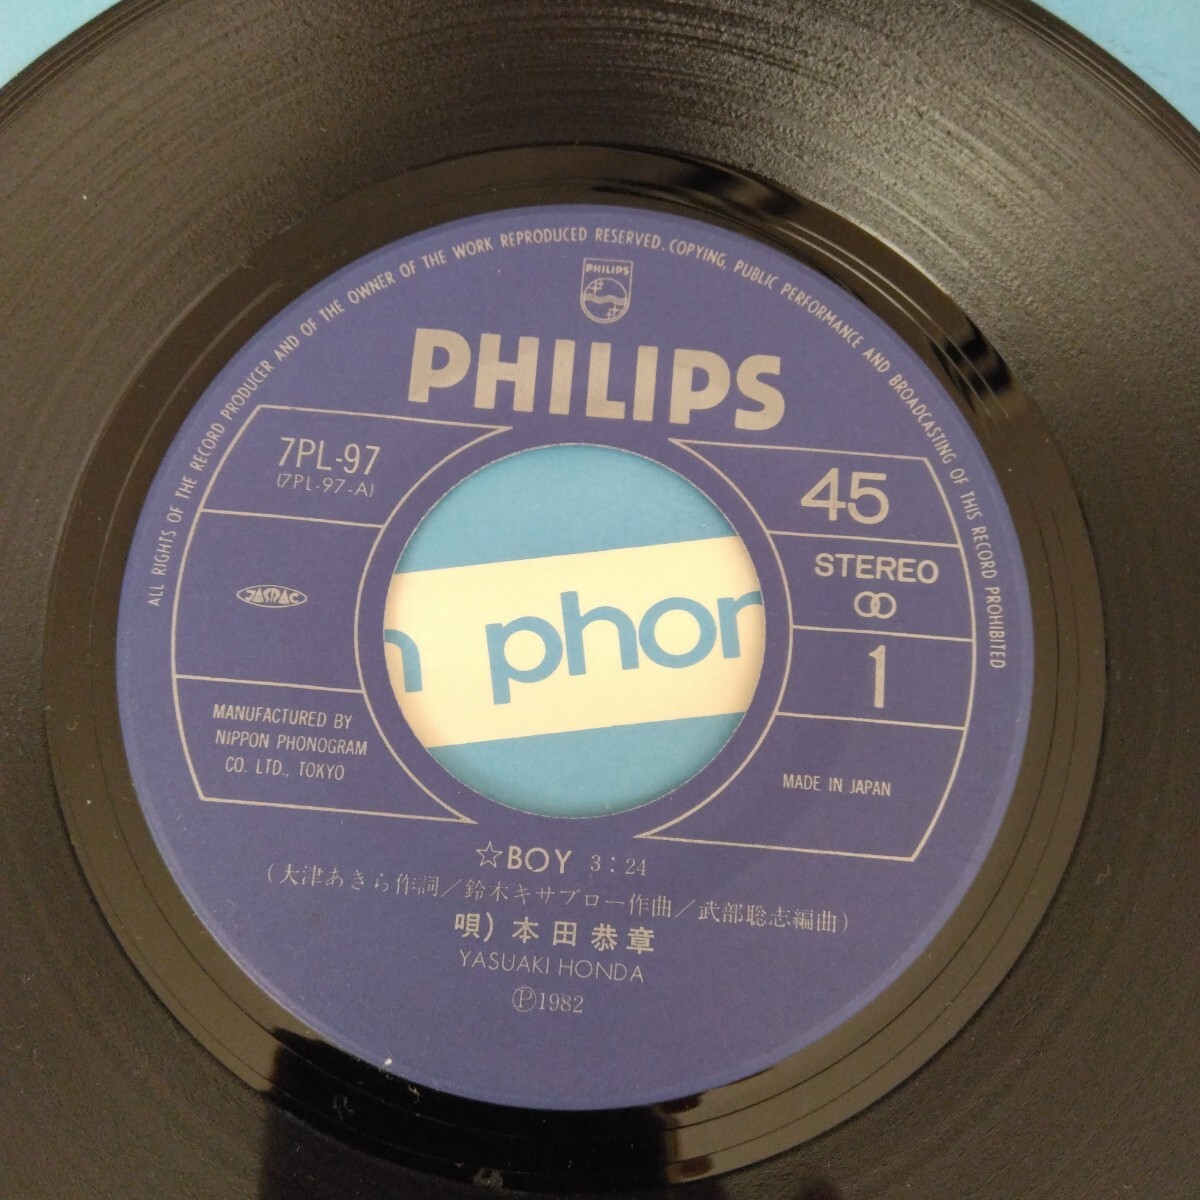 ALL RIGHTS OF THE RECORD PRODUCER AND OF THE OWNER OF THE WORK REPRODUCED RESERVED. COPYING, PUBLIC PERFORMANCE AND BROADCASTING OF THIS RECORD PROHIBITED
PHILIPS
PHILIPS
7PL-97
(7PL-97-A)
45
STEREO
JASRAC
1
MANUFACTURED BY
NIPPON PHONOGRAM
CO. LTD., TOKYO
MADE IN JAPAN
n phon
☆BOY 3:24
(大津あきら作詞/鈴木キサブロー作曲/武部聡志編曲)
唄) 本田恭章
YASUAKI HONDA
Ⓟ1982